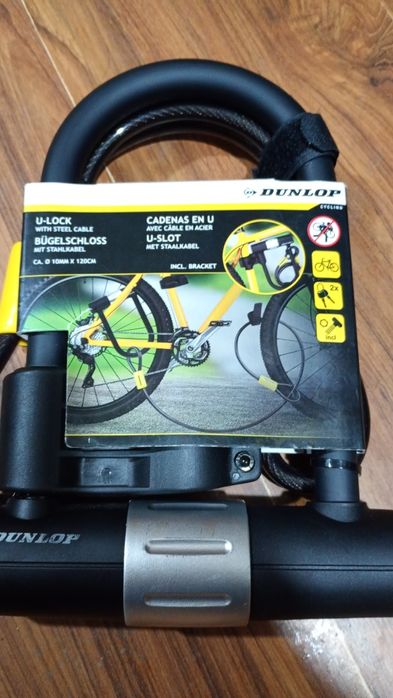 DUNLOP
CYCLING
U-LOCK
WITH STEEL CABLE
BÜGELSCHLOSS
MIT STAHLKABEL
CA. Ø 10MM X 120CM
CADENAS EN U
AVEC CÂBLE EN ACIER
U-SLOT
MET STAALKABEL
INCL. BRACKET
2x
incl
DUNLOP